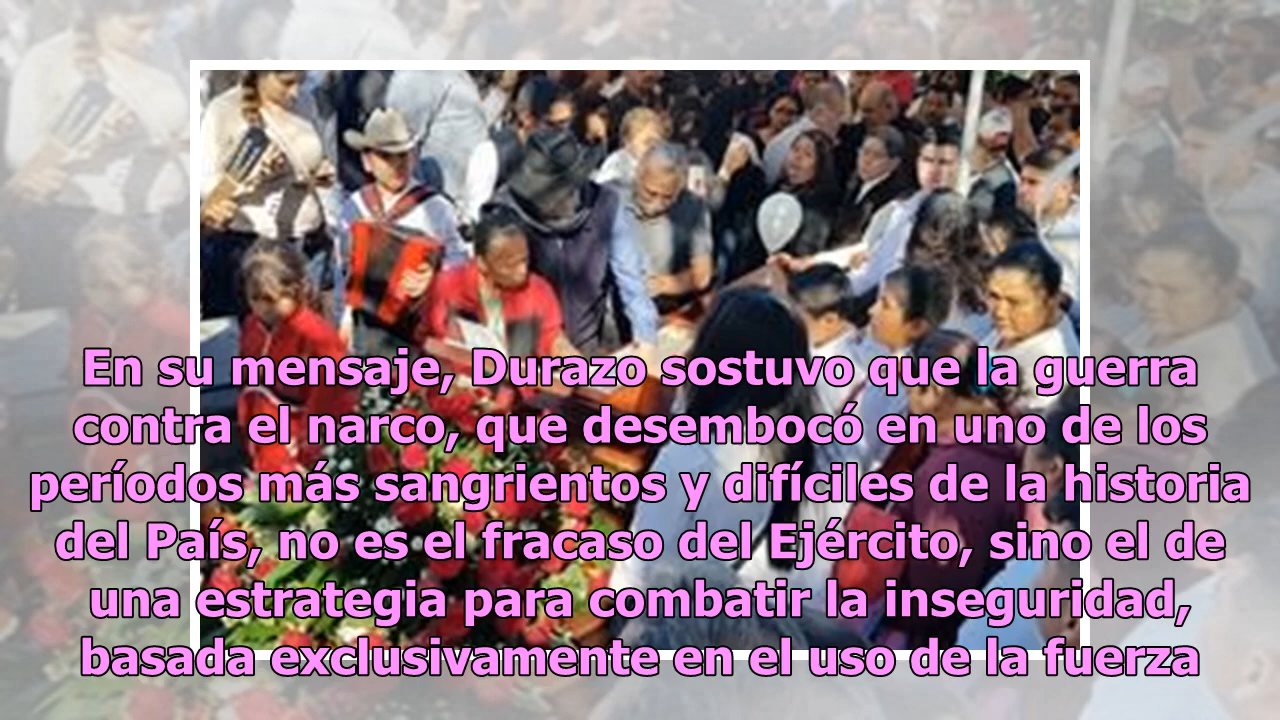 En su mensaje, Durazo sostuvo que la guerra
contra el narco, que desembocó en uno de los
períodos más sangrientos y difíciles de la historia
del País, no es el fracaso del Ejército, sino el de
una estrategia para combatir la inseguridad,
basada exclusivamente en el uso de la fuerza